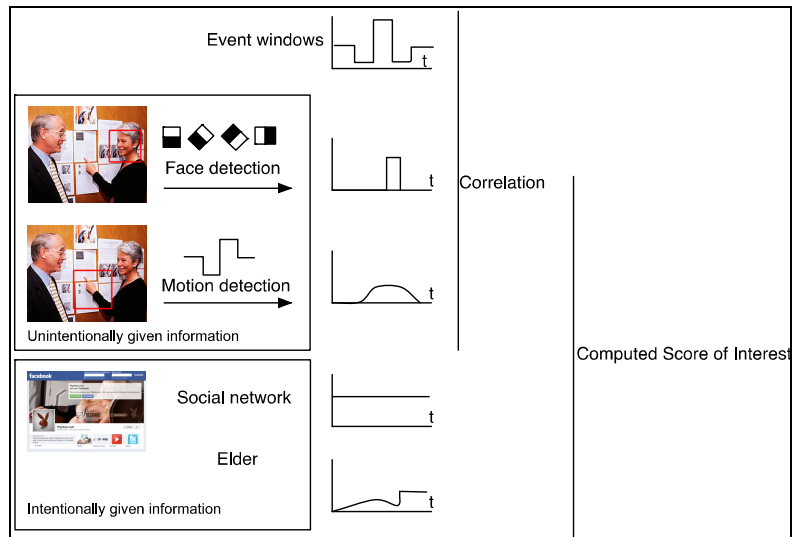 Event windows
t
Face detection
t
Correlation
Motion detection
t
Unintentionally given information
Computed Score of Interest
facebook
Social network
t
Elder
t
Intentionally given information